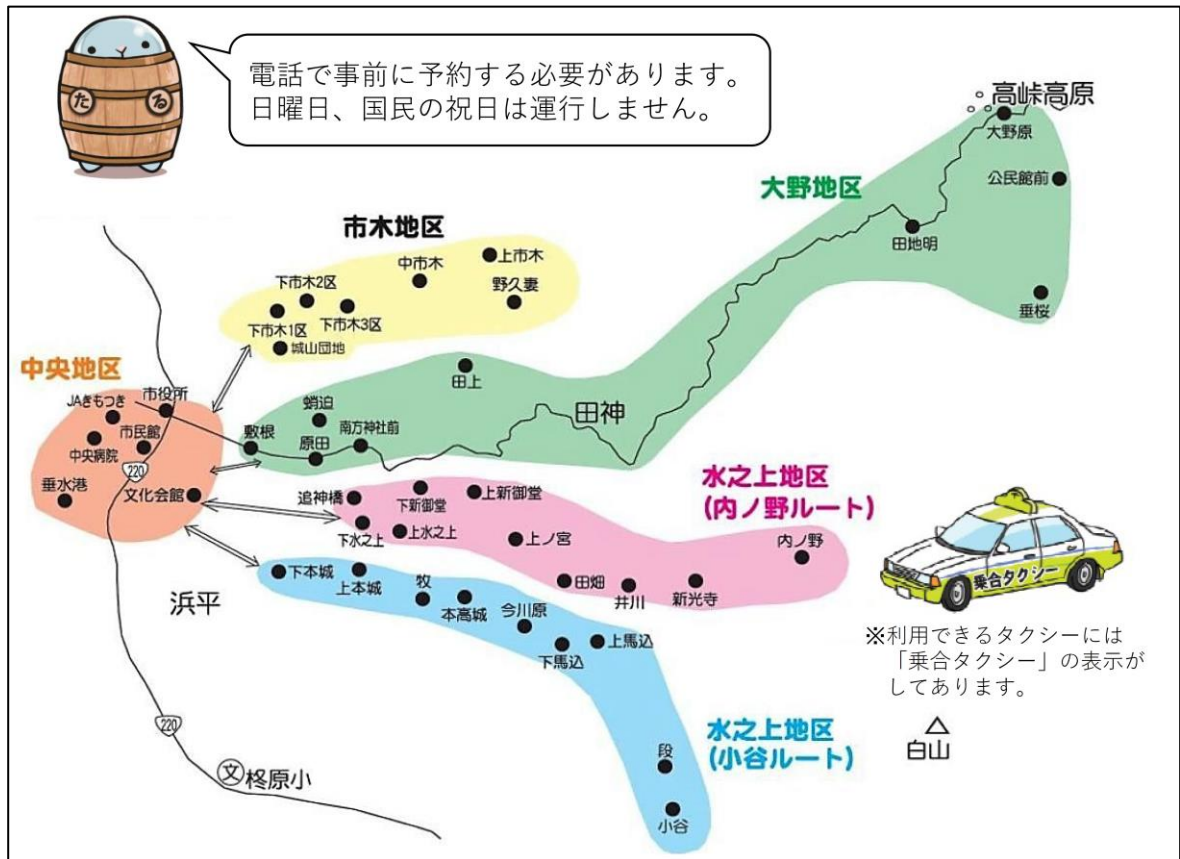 電話で事前に予約する必要があります。
日曜日、国民の祝日は運行しません。
たる
高峠高原
大野原
公民館前
大野地区
田地明
垂桜
市木地区
上市木
中市木
野久妻
下市木2区
下市木1区
下市木3区
城山団地
中央地区
市役所
JAきもつき
市民館
中央病院
220
垂水港
文化会館
田上
蛸迫
敷根
原田
南方神社前
田神
水之上地区
(内ノ野ルート)
追神橋
下新御堂
上新御堂
下水之上
上水之上
上ノ宮
内ノ野
田畑
井川
新光寺
乗合タクシー
※利用できるタクシーには
「乗合タクシー」の表示が
してあります。
下本城
上本城
牧
本高城
今川原
下馬込
上馬込
浜平
水之上地区
(小谷ルート)
段
小谷
白山
220
文
柊原小